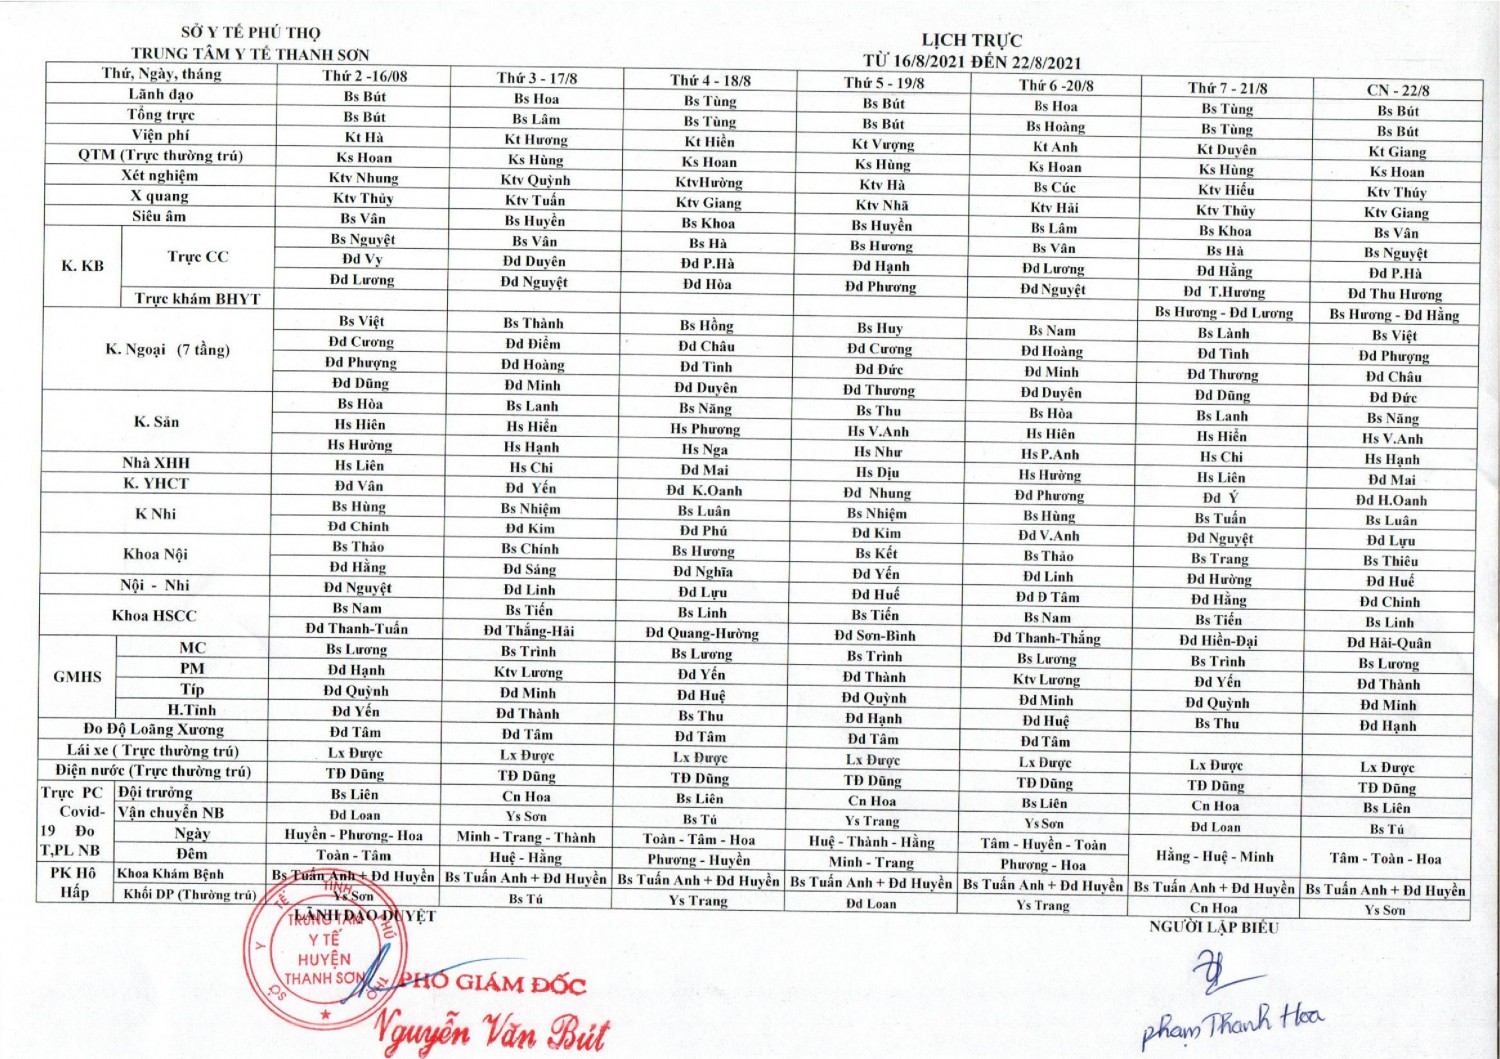 SỞ Y TẾ PHÚ THỌ
TRUNG TÂM Y TẾ THANH SƠN
LỊCH TRỰC
TỪ 16/8/2021 ĐẾN 22/8/2021
Thứ, Ngày, tháng Thứ 2 -16/08 Thứ 3 - 17/8 Thứ 4 - 18/8 Thứ 5 - 19/8 Thứ 6 -20/8 Thứ 7 - 21/8 CN - 22/8
Lãnh đạo Bs Bút Bs Hoa Bs Tùng Bs Bút Bs Hoa Bs Tùng Bs Bút
Tổng trực Bs Bút Bs Lâm Bs Tùng Bs Bút Bs Hoàng Bs Tùng Bs Bút
Viện phí Kt Hà Kt Hương Kt Hiền Kt Vượng Kt Anh Kt Duyên Kt Giang
QTM (Trực thường trú) Ks Hoan Ks Hùng Ks Hoan Ks Hùng Ks Hoan Ks Hùng Ks Hoan
Xét nghiệm Ktv Nhung Ktv Quỳnh KtvHường Ktv Hà Bs Cúc Ktv Hiếu Ktv Thúy
X quang Ktv Thủy Ktv Tuấn Ktv Giang Ktv Nhã Ktv Hải Ktv Thủy Ktv Giang
Siêu âm Bs Vân Bs Huyền Bs Khoa Bs Huyền Bs Lâm Bs Khoa Bs Vân
K. KB Trực CC Bs Nguyệt Bs Vân Bs Hà Bs Hương Bs Vân Bs Hà Bs Nguyệt
Đd Vy Đd Duyên Đd P.Hà Đd Hạnh Đd Lương Đd Hằng Đd P.Hà
Đd Lương Đd Nguyệt Đd Hòa Đd Phương Đd Nguyệt Đd T.Hương Đd Thu Hương
Trực khám BHYT Bs Hương - Đd Lương Bs Hương - Đd Hằng
K. Ngoại (7 tầng) Bs Việt Bs Thành Bs Hồng Bs Huy Bs Nam Bs Lành Bs Việt
Đd Cương Đd Điểm Đd Châu Đd Cương Đd Hoàng Đd Tình Đd Phượng
Đd Phượng Đd Hoàng Đd Tình Đd Đức Đd Minh Đd Thương Đd Châu
Đd Dũng Đd Minh Đd Duyên Đd Thương Đd Duyên Đd Dũng Đd Đức
K. Sản Bs Hòa Bs Lanh Bs Năng Bs Thu Bs Hòa Bs Lanh Bs Năng
Hs Hiên Hs Hiển Hs Phương Hs V.Anh Hs Hiên Hs Hiển Hs V.Anh
Hs Hường Hs Hạnh Hs Nga Hs Như Hs P.Anh Hs Chi Hs Hạnh
Nhà XHH Hs Liên Hs Chi Đd Mai Hs Dịu Hs Hường Hs Liên Đd Mai
K. YHCT Đd Vân Đd Yến Đd K.Oanh Đd Nhung Đd Phương Đd Ý Đd H.Oanh
K Nhi Bs Hùng Bs Nhiệm Bs Luân Bs Nhiệm Bs Hùng Bs Tuấn Bs Luân
Đd Chinh Đd Kim Đd Phú Đd Kim Đd V.Anh Đd Nguyệt Đd Lựu
Khoa Nội Bs Thảo Bs Chính Bs Hương Bs Kết Bs Thảo Bs Trang Bs Thiêu
Đd Hằng Đd Sáng Đd Nghĩa Đd Yến Đd Linh Đd Hường Đd Huế
Nội - Nhi Đd Nguyệt Đd Linh Đd Lựu Đd Huế Đd Đ Tâm Đd Hằng Đd Chinh
Khoa HSCC Bs Nam Bs Tiến Bs Linh Bs Tiến Bs Nam Bs Tiến Bs Linh
Đd Thanh-Tuấn Đd Thắng-Hải Đd Quang-Hường Đd Sơn-Bình Đd Thanh-Thắng Đd Hiền-Đại Đd Hải-Quân
GMHS MC Bs Lương Bs Trình Bs Lương Bs Trình Bs Lương Bs Trình Bs Lương
PM Đd Hạnh Ktv Lương Đd Yến Đd Thành Ktv Lương Đd Yến Đd Thành
Típ Đd Quỳnh Đd Minh Đd Huệ Đd Quỳnh Đd Minh Đd Quỳnh Đd Minh
H.Tỉnh Đd Yến Đd Thành Bs Thu Đd Hạnh Đd Huệ Bs Thu Đd Hạnh
Đo Độ Loãng Xương Đd Tâm Đd Tâm Đd Tâm Đd Tâm Đd Tâm
Lái xe ( Trực thường trú) Lx Được Lx Được Lx Được Lx Được Lx Được Lx Được Lx Được
Điện nước (Trực thường trú) TĐ Dũng TĐ Dũng TĐ Dũng TĐ Dũng TĐ Dũng TĐ Dũng TĐ Dũng
Trực PC Covid-19 Đo T,PL NB Đội trưởng Bs Liên Cn Hoa Bs Liên Cn Hoa Bs Liên Cn Hoa Bs Liên
Vận chuyển NB Đd Loan Ys Sơn Bs Tú Ys Trang Ys Sơn Đd Loan Bs Tú
Ngày Huyền - Phương- Hoa Minh - Trang - Thành Toàn - Tâm - Hoa Huệ - Thành - Hằng Tâm - Huyền - Toàn Hằng - Huệ - Minh Tâm - Toàn - Hoa
Đêm Toàn - Tâm Huệ - Hằng Phương - Huyền Minh - Trang Phương - Hoa
PK Hô Hấp Khoa Khám Bệnh Bs Tuấn Anh + Đd Huyền Bs Tuấn Anh + Đd Huyền Bs Tuấn Anh + Đd Huyền Bs Tuấn Anh + Đd Huyền Bs Tuấn Anh + Đd Huyền Bs Tuấn Anh + Đd Huyền Bs Tuấn Anh + Đd Huyền
Khối DP (Thường trú) Ys Sơn Bs Tú Ys Trang Đd Loan Ys Trang Cn Hoa Ys Sơn
LÃNH ĐẠO DUYỆT
NGƯỜI LẬP BIỂU
SỞ Y TẾ TỈNH PHÚ THỌ
TRUNG TÂM
Y TẾ
HUYỆN
THANH SƠN
PHÓ GIÁM ĐỐC
Nguyễn Văn Bút
phạm Thanh Hoa